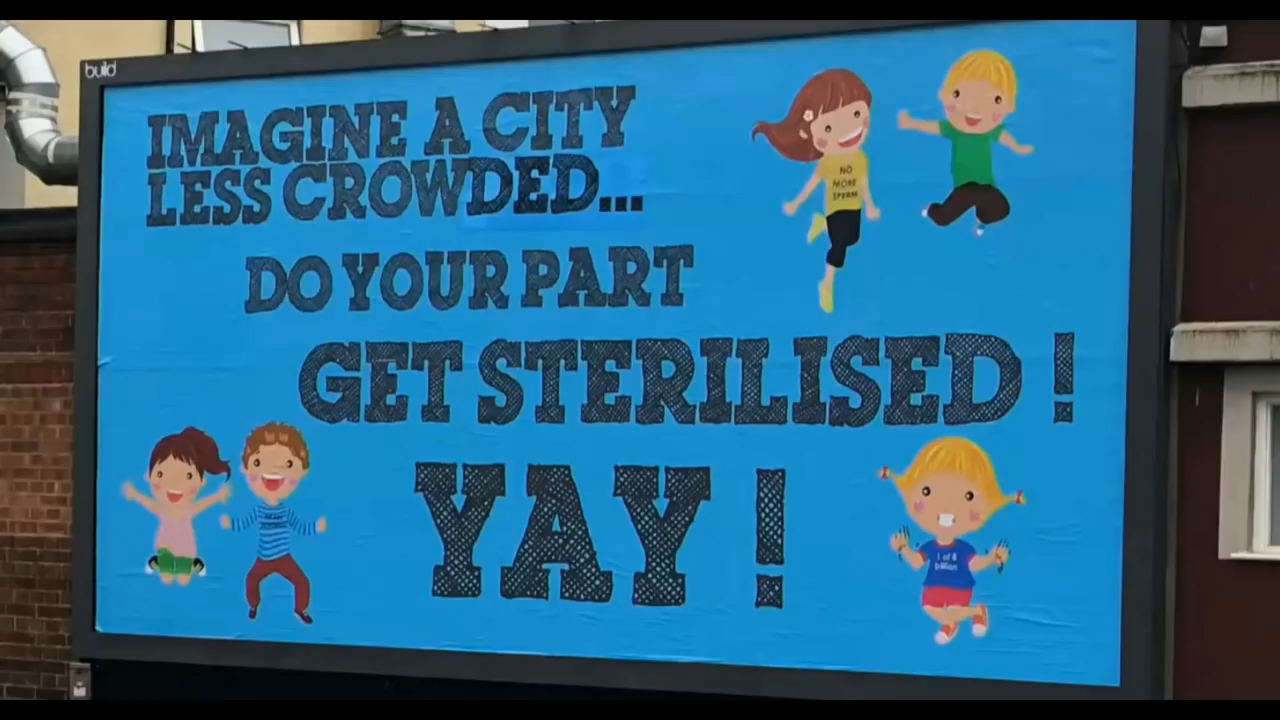 build
IMAGINE A CITY
LESS CROWDED...
DO YOUR PART
GET STERILISED !
YAY !
NO
MORE
SPERM
1 of 8
billion